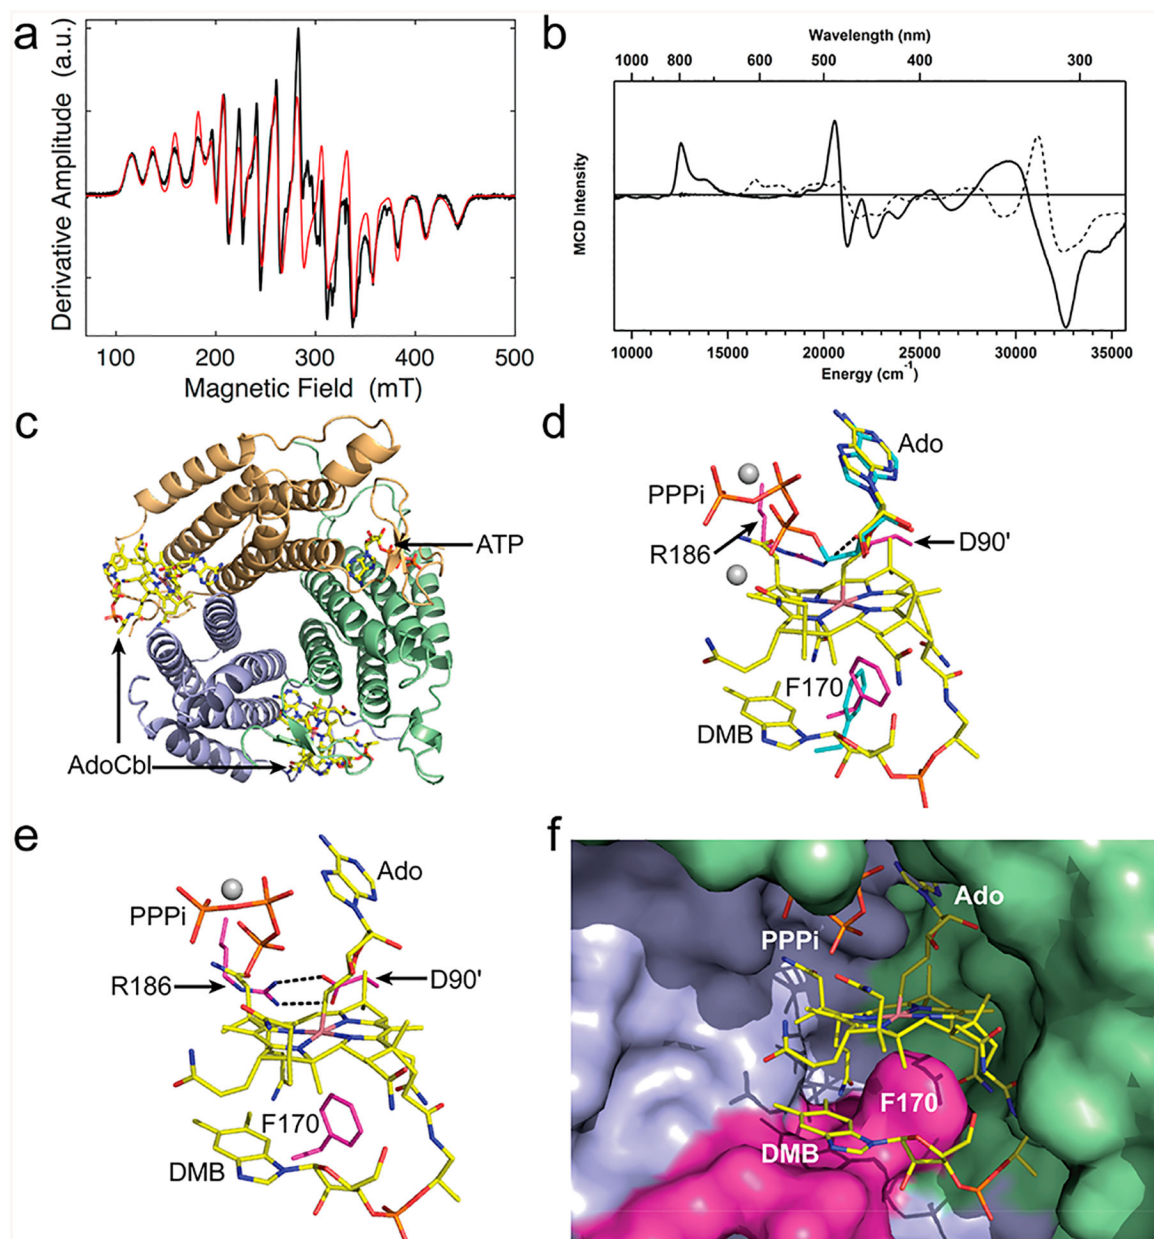 a
Derivative Amplitude (a.u.)
100 200 300 400 500
Magnetic Field (mT)
b
Wavelength (nm)
1000 800 600 500 400 300
MCD Intensity
10000 15000 20000 25000 30000 35000
Energy (cm-1)
c
ATP
AdoCbl
d
Ado
PPPi
R186
D90'
F170
DMB
e
Ado
PPPi
R186
D90'
F170
DMB
f
Ado
PPPi
F170
DMB